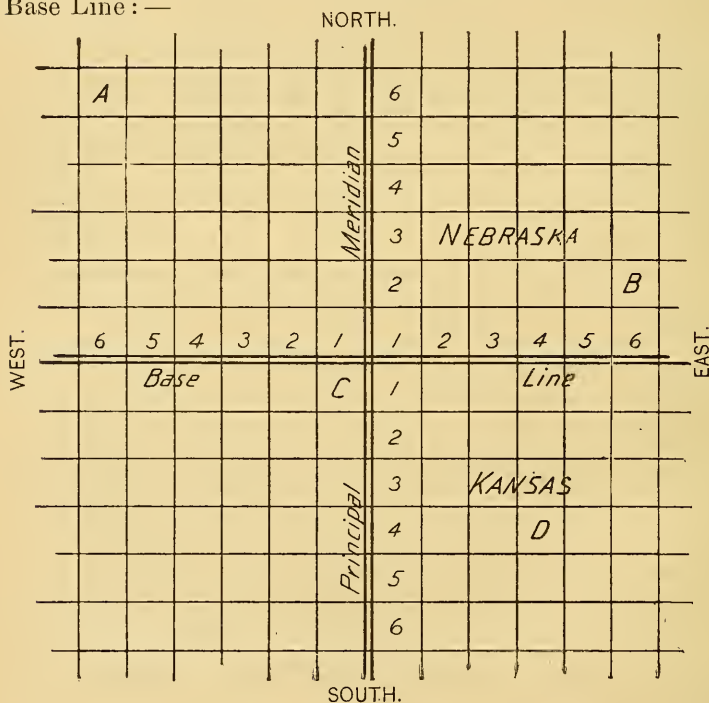 Base Line : —
NORTH.
A 6
5
4
Meridian
3 NEBRASKA
2 B
WEST.
6 5 4 3 2 1 1 2 3 4 5 6
EAST.
Base C 1 Line
2
3 KANSAS
Principal
4 D
5
6
SOUTH.